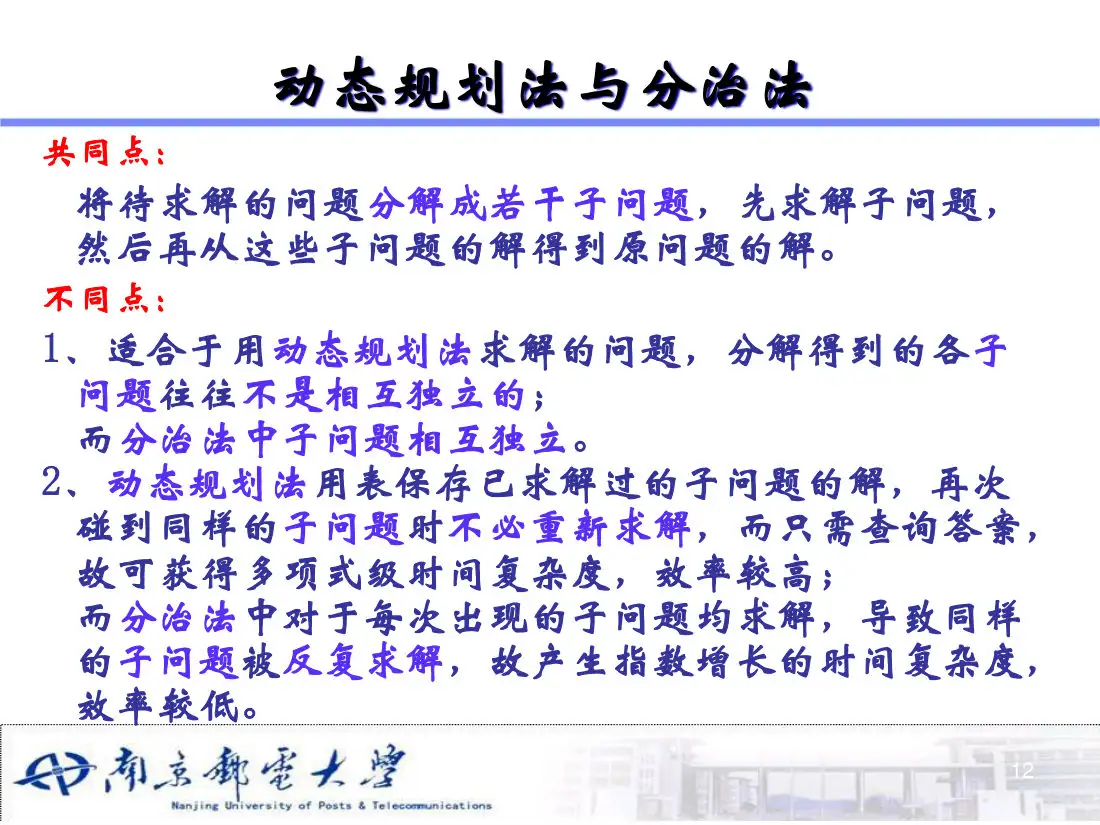 动态规划法与分治法
共同点：
将待求解的问题分解成若干子问题，先求解子问题，
然后再从这些子问题的解得到原问题的解。
不同点：
1、适合于用动态规划法求解的问题，分解得到的各子
问题往往不是相互独立的；
而分治法中子问题相互独立。
2、动态规划法用表保存已求解过的子问题的解，再次
碰到同样的子问题时不必重新求解，而只需查询答案，
故可获得多项式级时间复杂度，效率较高；
而分治法中对于每次出现的子问题均求解，导致同样
的子问题被反复求解，故产生指数增长的时间复杂度，
效率较低。
南京邮电大学
Nanjing University of Posts & Telecommunications
12